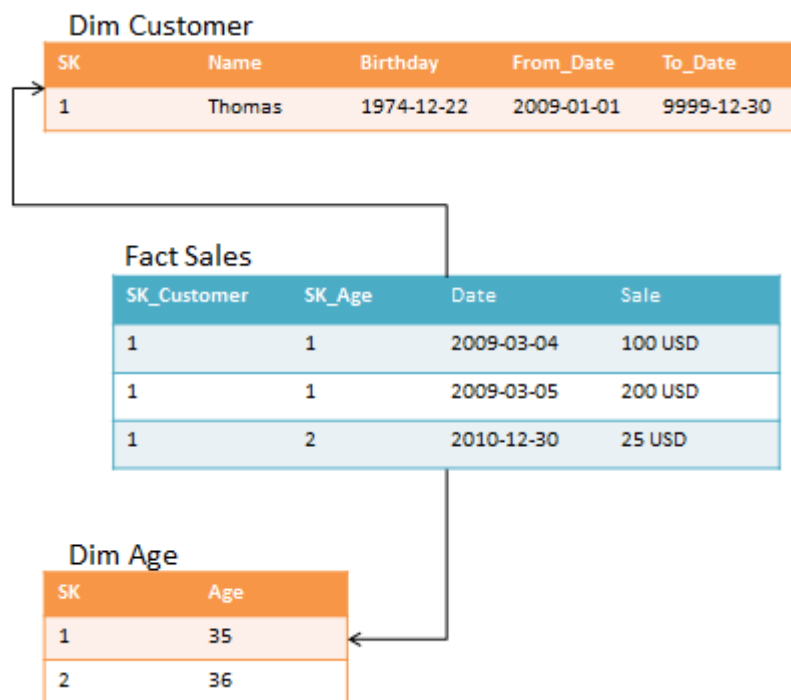 Dim Customer
SK Name Birthday From_Date To_Date
1 Thomas 1974-12-22 2009-01-01 9999-12-30
Fact Sales
SK_Customer SK_Age Date Sale
1 1 2009-03-04 100 USD
1 1 2009-03-05 200 USD
1 2 2010-12-30 25 USD
Dim Age
SK Age
1 35
2 36